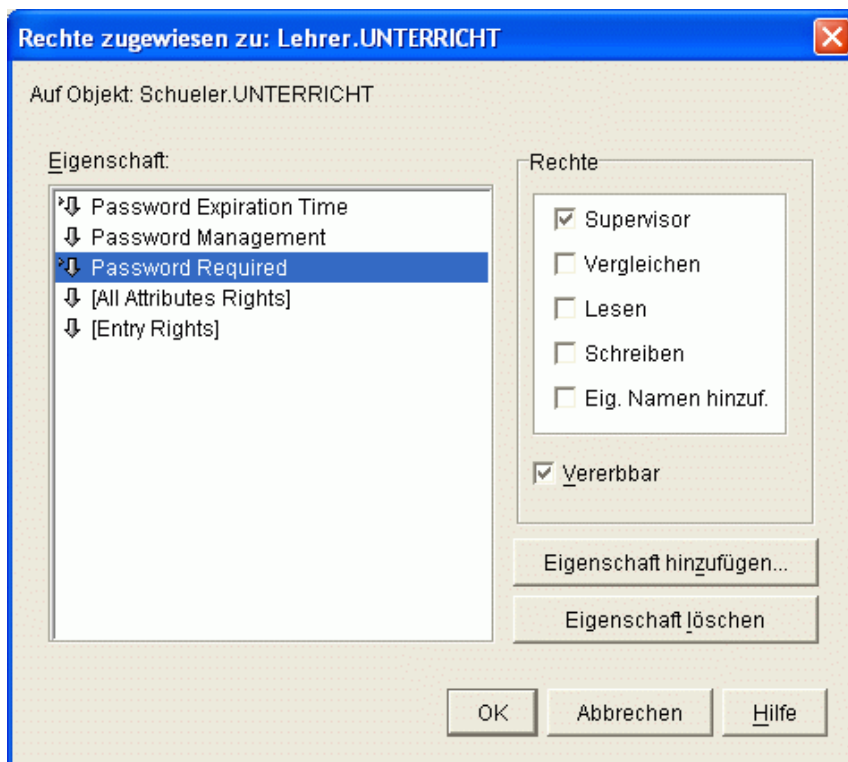 Rechte zugewiesen zu: Lehrer.UNTERRICHT
Auf Objekt: Schueler.UNTERRICHT
Eigenschaft:
Password Expiration Time
Password Management
Password Required
[All Attributes Rights]
[Entry Rights]
Rechte
Supervisor
Vergleichen
Lesen
Schreiben
Eig. Namen hinzuf.
Vererbbar
Eigenschaft hinzufügen...
Eigenschaft löschen
OK
Abbrechen
Hilfe